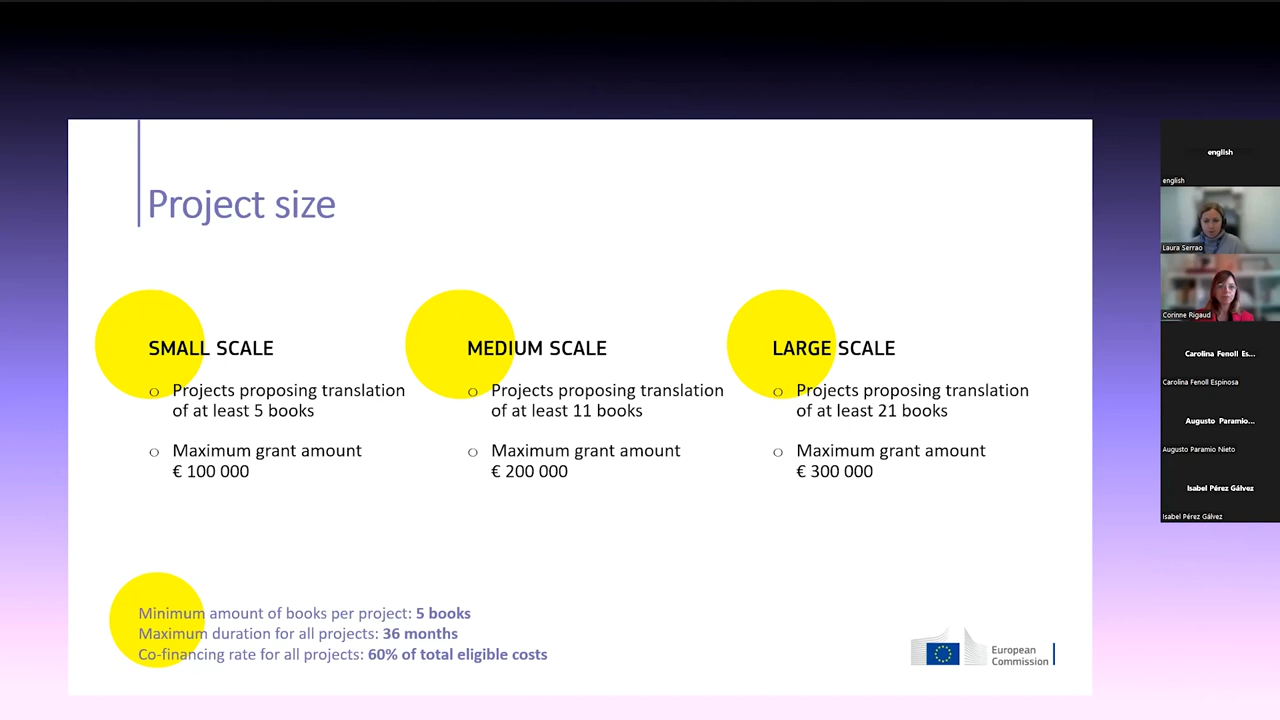 Project size
SMALL SCALE
o Projects proposing translation
of at least 5 books
o Maximum grant amount
€ 100 000
MEDIUM SCALE
o Projects proposing translation
of at least 11 books
o Maximum grant amount
€ 200 000
LARGE SCALE
o Projects proposing translation
of at least 21 books
o Maximum grant amount
€ 300 000
Minimum amount of books per project: 5 books
Maximum duration for all projects: 36 months
Co-financing rate for all projects: 60% of total eligible costs
European
Commission
english
english
Laura Serrao
Corinne Rigaud
Carolina Fenoll Es...
Carolina Fenoll Espinosa
Augusto Paramio...
Augusto Paramio Nieto
Isabel Pérez Gálvez
Isabel Pérez Gálvez